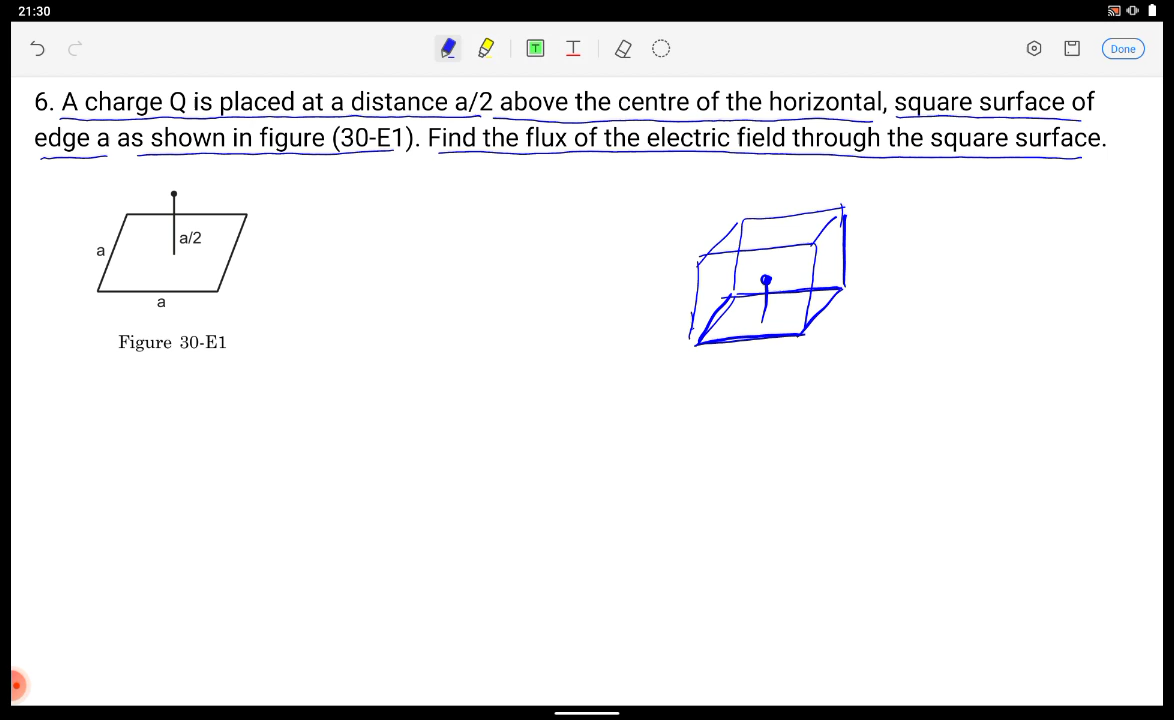 21:30
T T Done
6. A charge Q is placed at a distance a/2 above the centre of the horizontal, square surface of
edge a as shown in figure (30-E1). Find the flux of the electric field through the square surface.
a/2
a
a
Figure 30-E1